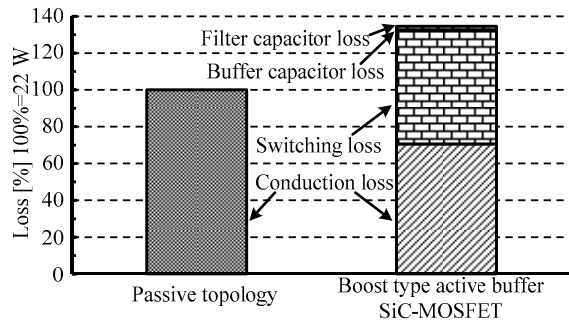 140
120
100
80
60
40
20
0
Loss [%] 100%=22 W
Filter capacitor loss
Buffer capacitor loss
Switching loss
Conduction loss
Passive topology
Boost type active buffer
SiC-MOSFET